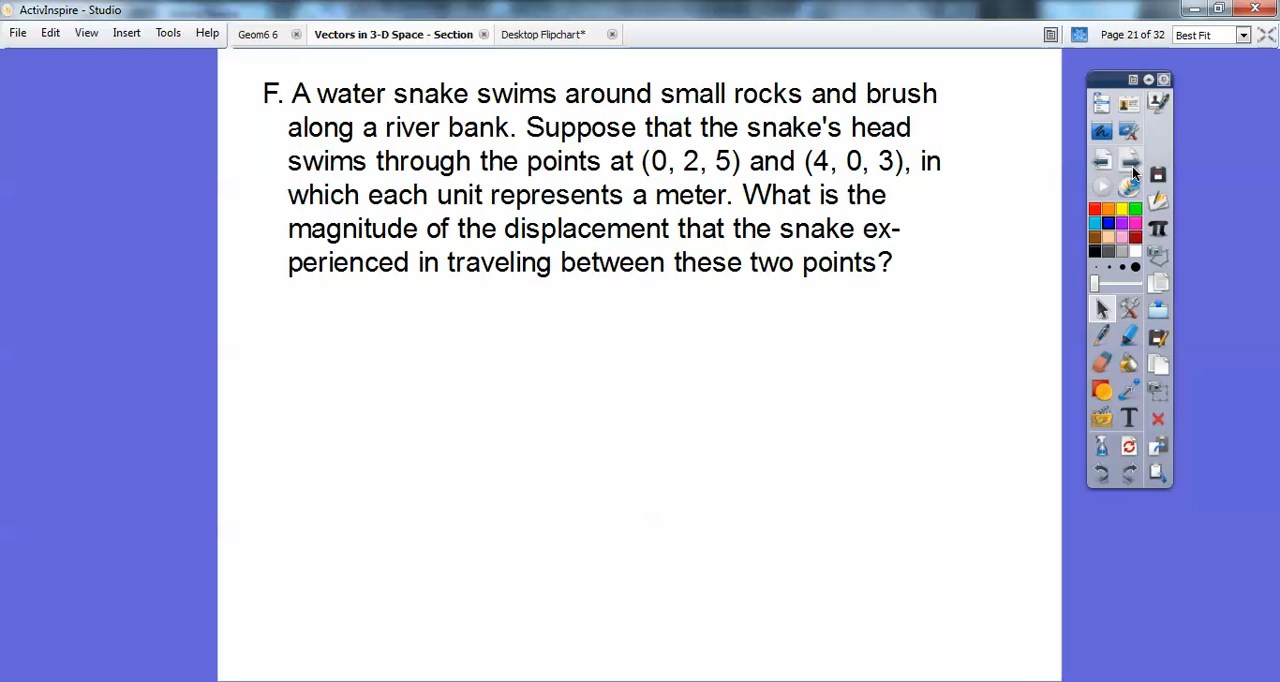 ActivInspire - Studio
File Edit View Insert Tools Help
Geom6 6 Vectors in 3-D Space - Section Desktop Flipchart* Page 21 of 32 Best Fit
F. A water snake swims around small rocks and brush
along a river bank. Suppose that the snake's head
swims through the points at (0, 2, 5) and (4, 0, 3), in
which each unit represents a meter. What is the
magnitude of the displacement that the snake ex-
perienced in traveling between these two points?